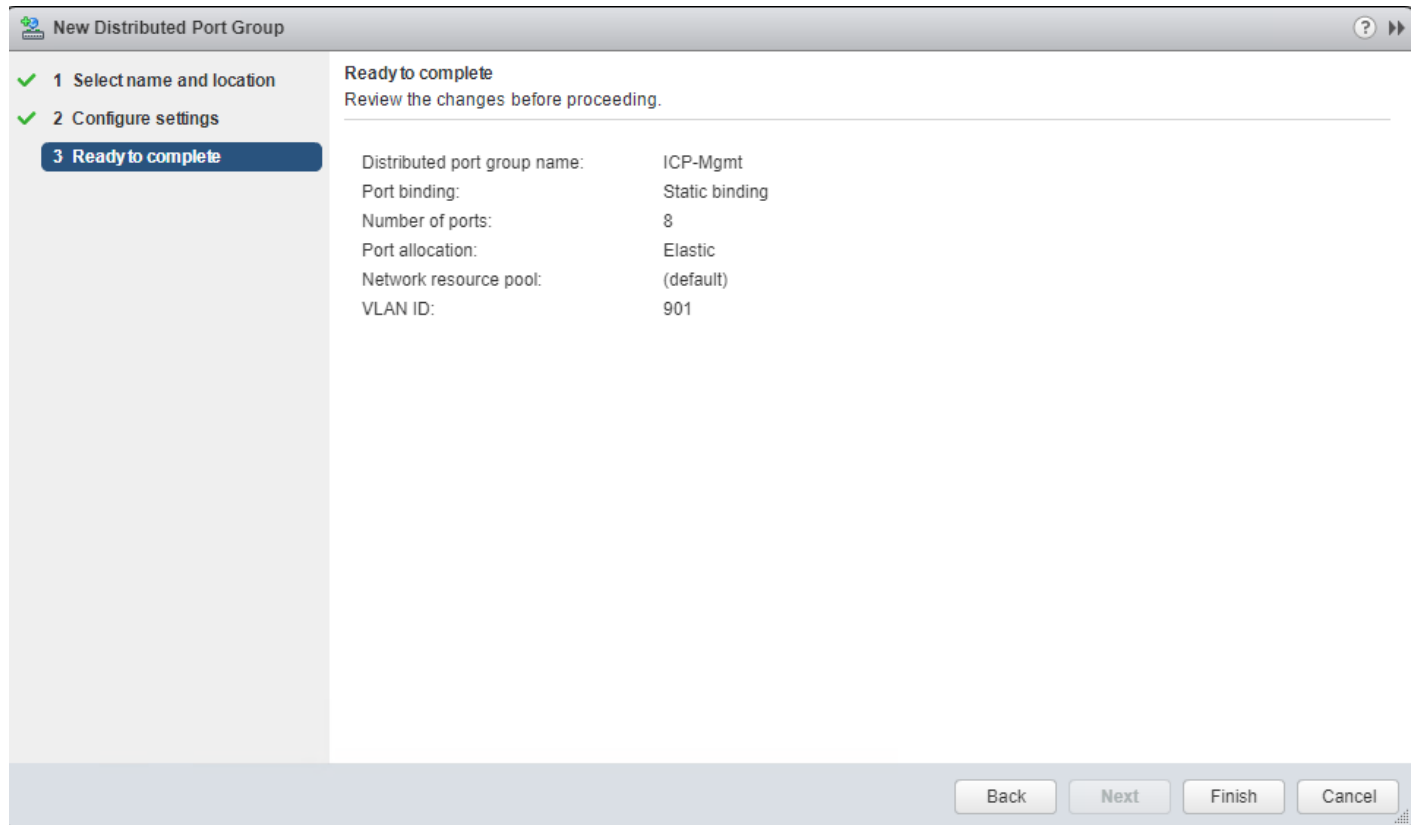 New Distributed Port Group
?
1 Select name and location
2 Configure settings
3 Ready to complete
Ready to complete
Review the changes before proceeding.
Distributed port group name: ICP-Mgmt
Port binding: Static binding
Number of ports: 8
Port allocation: Elastic
Network resource pool: (default)
VLAN ID: 901
Back Next Finish Cancel